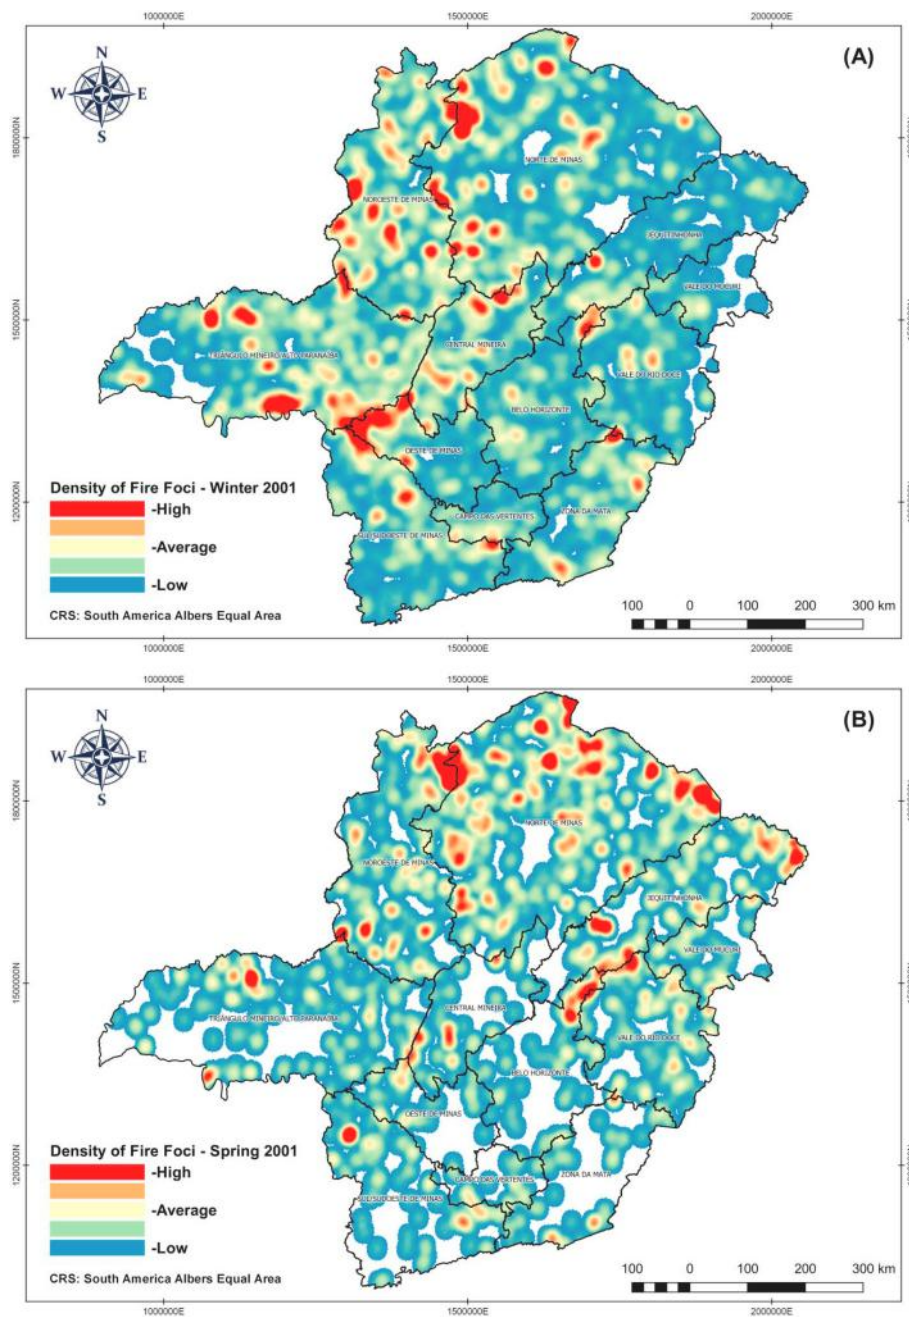 1000000E 1500000E 2000000E
(A)
N
W E
S
1800000N
NORTE DE MINAS
NOROESTE DE MINAS
JEQUITINHONHA
VALE DO MUCURI
1500000N
CENTRAL MINEIRA
TRIÂNGULO MINEIRO/ALTO PARANAÍBA
VALE DO RIO DOCE
BELO HORIZONTE
OESTE DE MINAS
Density of Fire Foci - Winter 2001
1200000N
-High
CAMPO DAS VERTENTES
ZONA DA MATA
SUL/SUDOESTE DE MINAS
-Average
-Low
CRS: South America Albers Equal Area
100 0 100 200 300 km
1000000E 1500000E 2000000E
1000000E 1500000E 2000000E
(B)
N
W E
S
1800000N
NORTE DE MINAS
NOROESTE DE MINAS
JEQUITINHONHA
VALE DO MUCURI
1500000N
CENTRAL MINEIRA
TRIÂNGULO MINEIRO/ALTO PARANAÍBA
VALE DO RIO DOCE
BELO HORIZONTE
OESTE DE MINAS
Density of Fire Foci - Spring 2001
1200000N
-High
ZONA DA MATA
CAMPO DAS VERTENTES
SUL/SUDOESTE DE MINAS
-Average
-Low
CRS: South America Albers Equal Area
100 0 100 200 300 km
1000000E 1500000E 2000000E